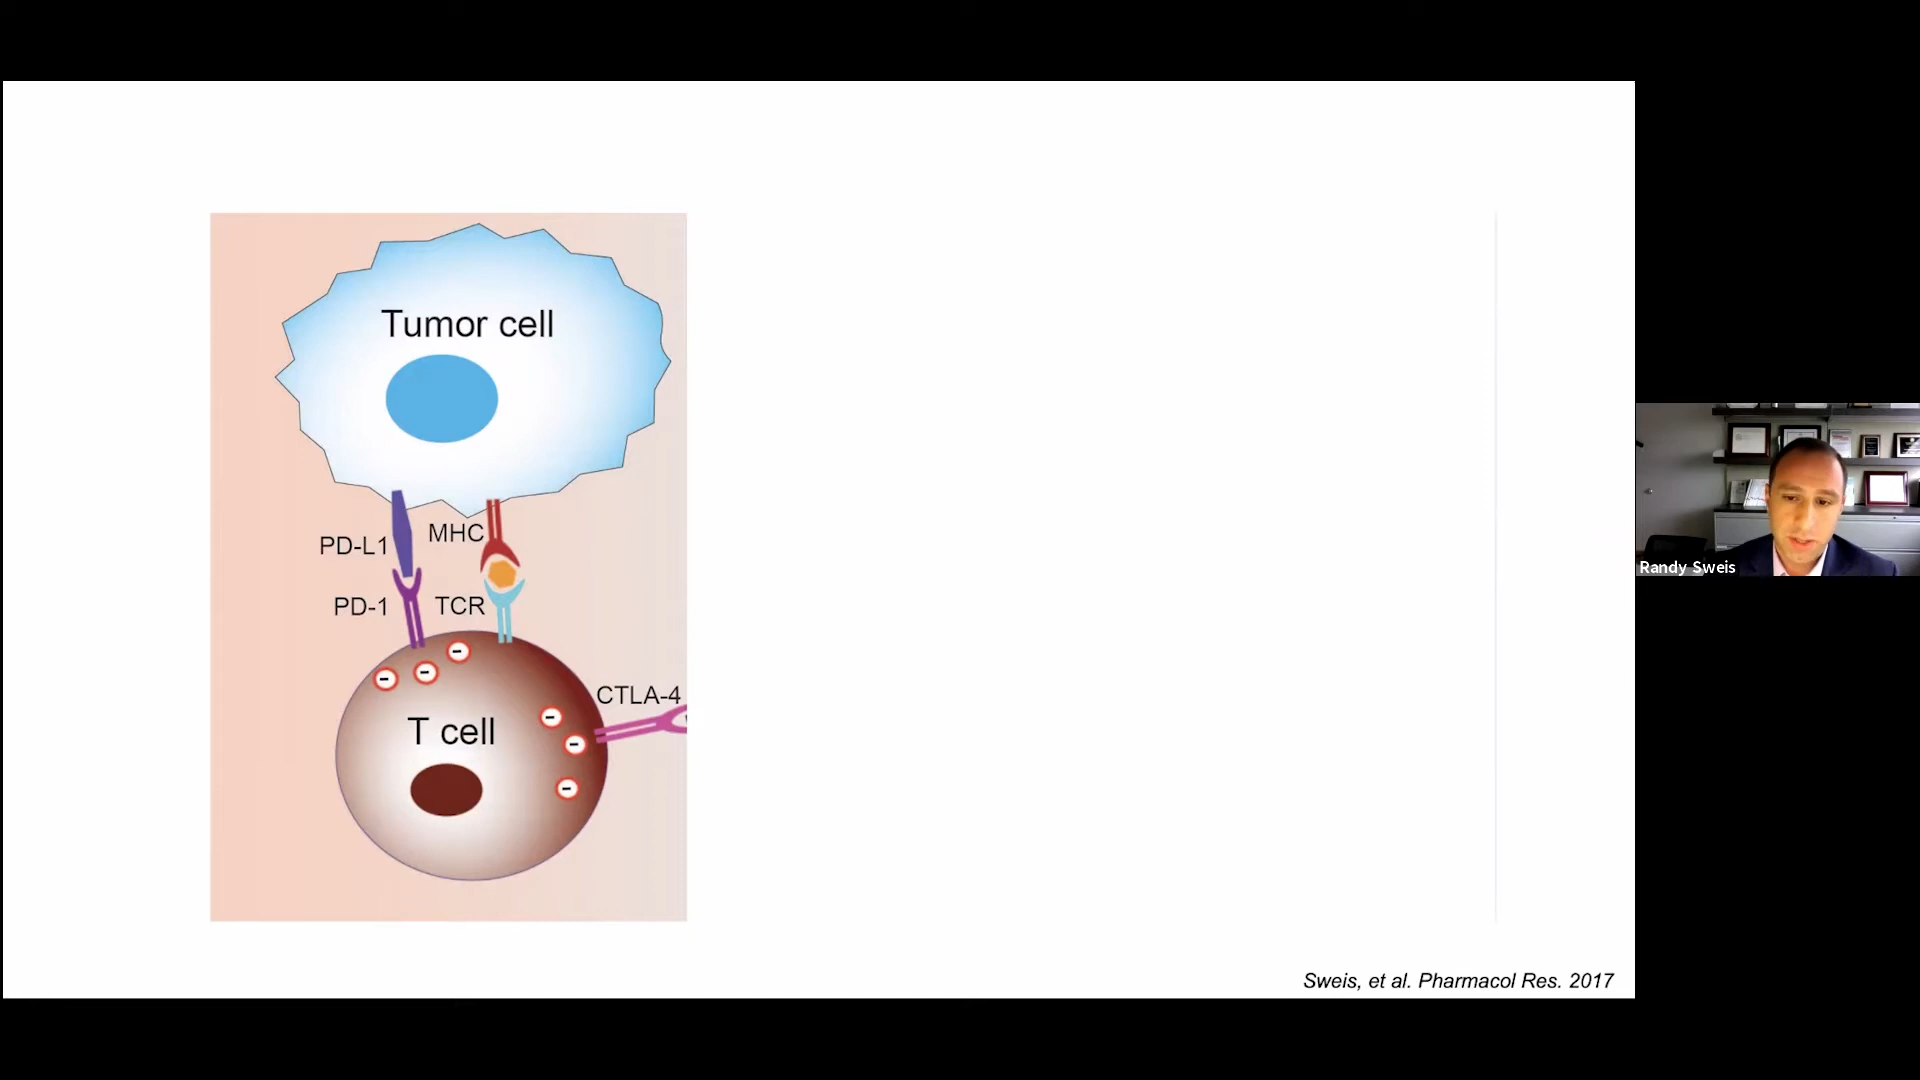 Tumor cell
PD-L1
MHC
PD-1
TCR
CTLA-4
T cell
Sweis, et al. Pharmacol Res. 2017
Randy Sweis